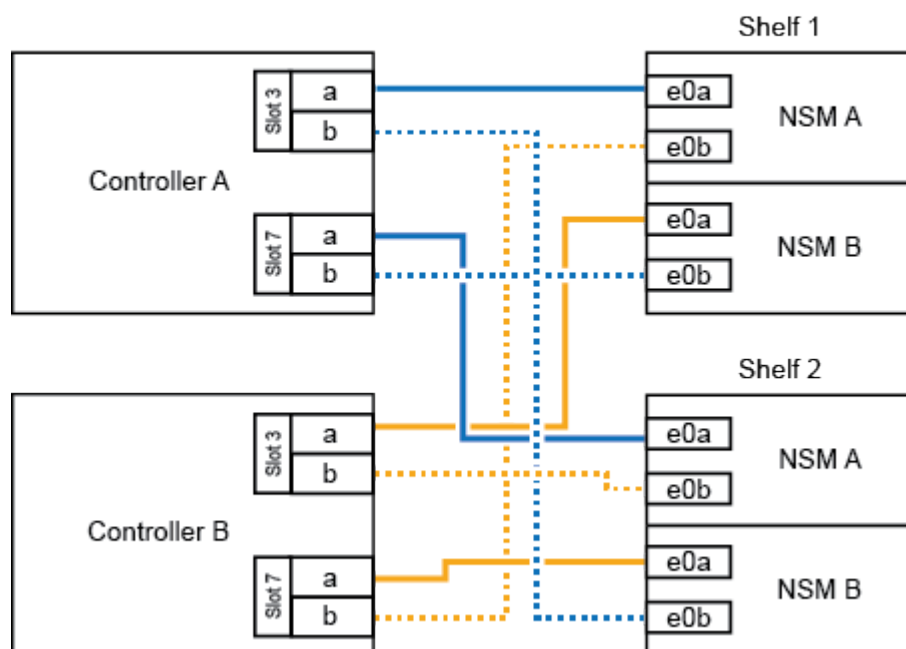 Shelf 1
Slot 3
a
b
Controller A
Slot 7
a
b
e0a
e0b
NSM A
e0a
e0b
NSM B
Shelf 2
Slot 3
a
b
Controller B
Slot 7
a
b
e0a
e0b
NSM A
e0a
e0b
NSM B